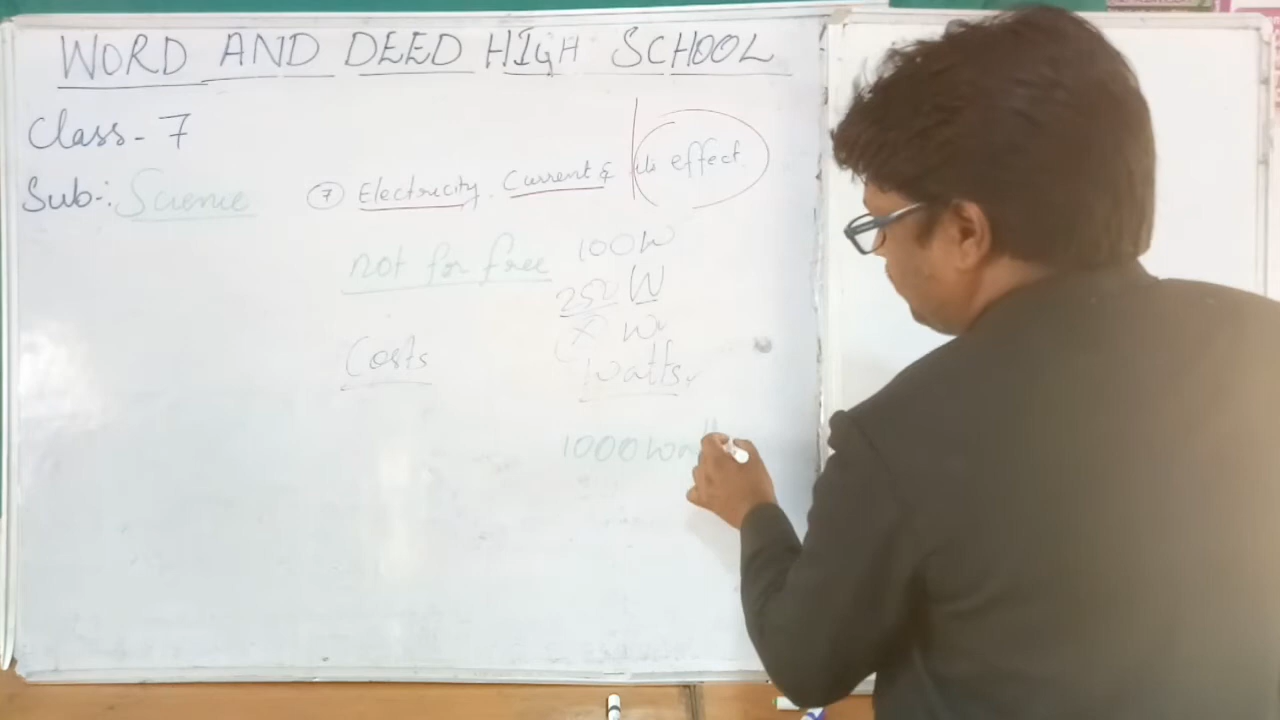 WORD AND DEED HIGH SCHOOL
Class - 7
Sub-: Science
7 Electricity Current & its effect
not for free
100W
250 W
Costs
Watts
1000 Watt